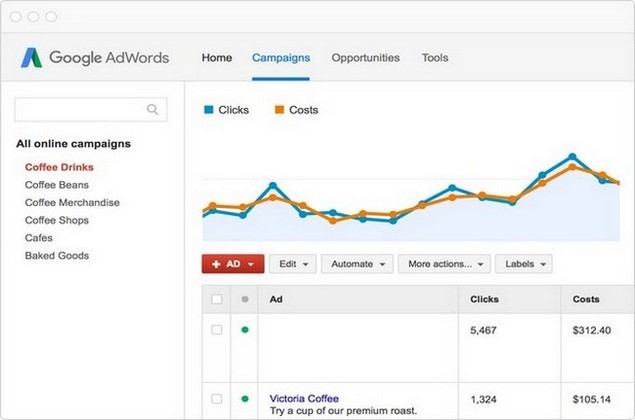 Google AdWords
Home Campaigns Opportunities Tools
Clicks Costs
All online campaigns
Coffee Drinks
Coffee Beans
Coffee Merchandise
Coffee Shops
Cafes
Baked Goods
+ AD Edit Automate More actions... Labels
Ad Clicks Costs
5,467 $312.40
Victoria Coffee 1,324 $105.14
Try a cup of our premium roast.